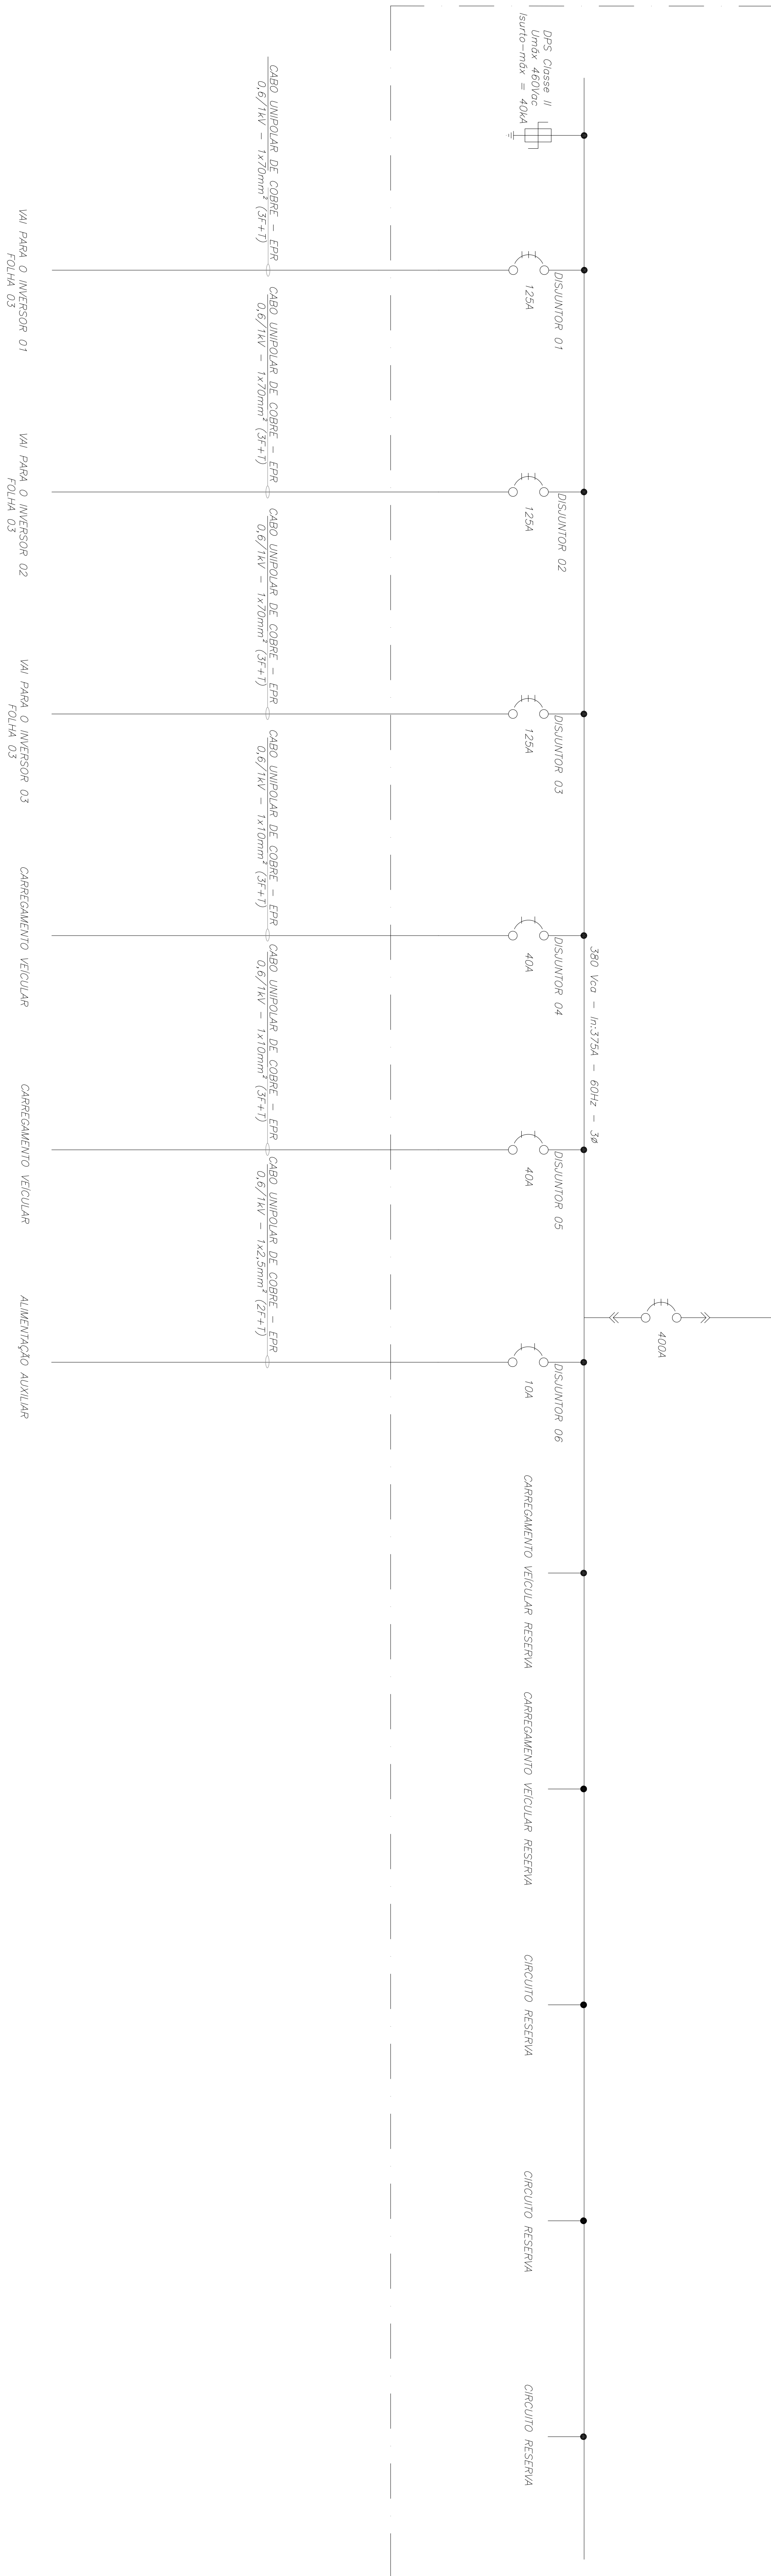 DPS Classe II
Umáx 460Vac
Isurto-máx = 40kA
380 Vca - In:375A - 60Hz - 3ø
400A
DISJUNTOR 01
125A
CABO UNIPOLAR DE COBRE - EPR
0,6/1kV - 1x70mm² (3F+T)
VAI PARA O INVERSOR 01
FOLHA 03
DISJUNTOR 02
125A
CABO UNIPOLAR DE COBRE - EPR
0,6/1kV - 1x70mm² (3F+T)
VAI PARA O INVERSOR 02
FOLHA 03
DISJUNTOR 03
125A
CABO UNIPOLAR DE COBRE - EPR
0,6/1kV - 1x70mm² (3F+T)
VAI PARA O INVERSOR 03
FOLHA 03
DISJUNTOR 04
40A
CABO UNIPOLAR DE COBRE - EPR
0,6/1kV - 1x10mm² (3F+T)
CARREGAMENTO VEÍCULAR
DISJUNTOR 05
40A
CABO UNIPOLAR DE COBRE - EPR
0,6/1kV - 1x10mm² (3F+T)
CARREGAMENTO VEÍCULAR
DISJUNTOR 06
10A
CABO UNIPOLAR DE COBRE - EPR
0,6/1kV - 1x2,5mm² (2F+T)
ALIMENTAÇÃO AUXILIAR
CARREGAMENTO VEÍCULAR RESERVA
CARREGAMENTO VEÍCULAR RESERVA
CIRCUITO RESERVA
CIRCUITO RESERVA
CIRCUITO RESERVA